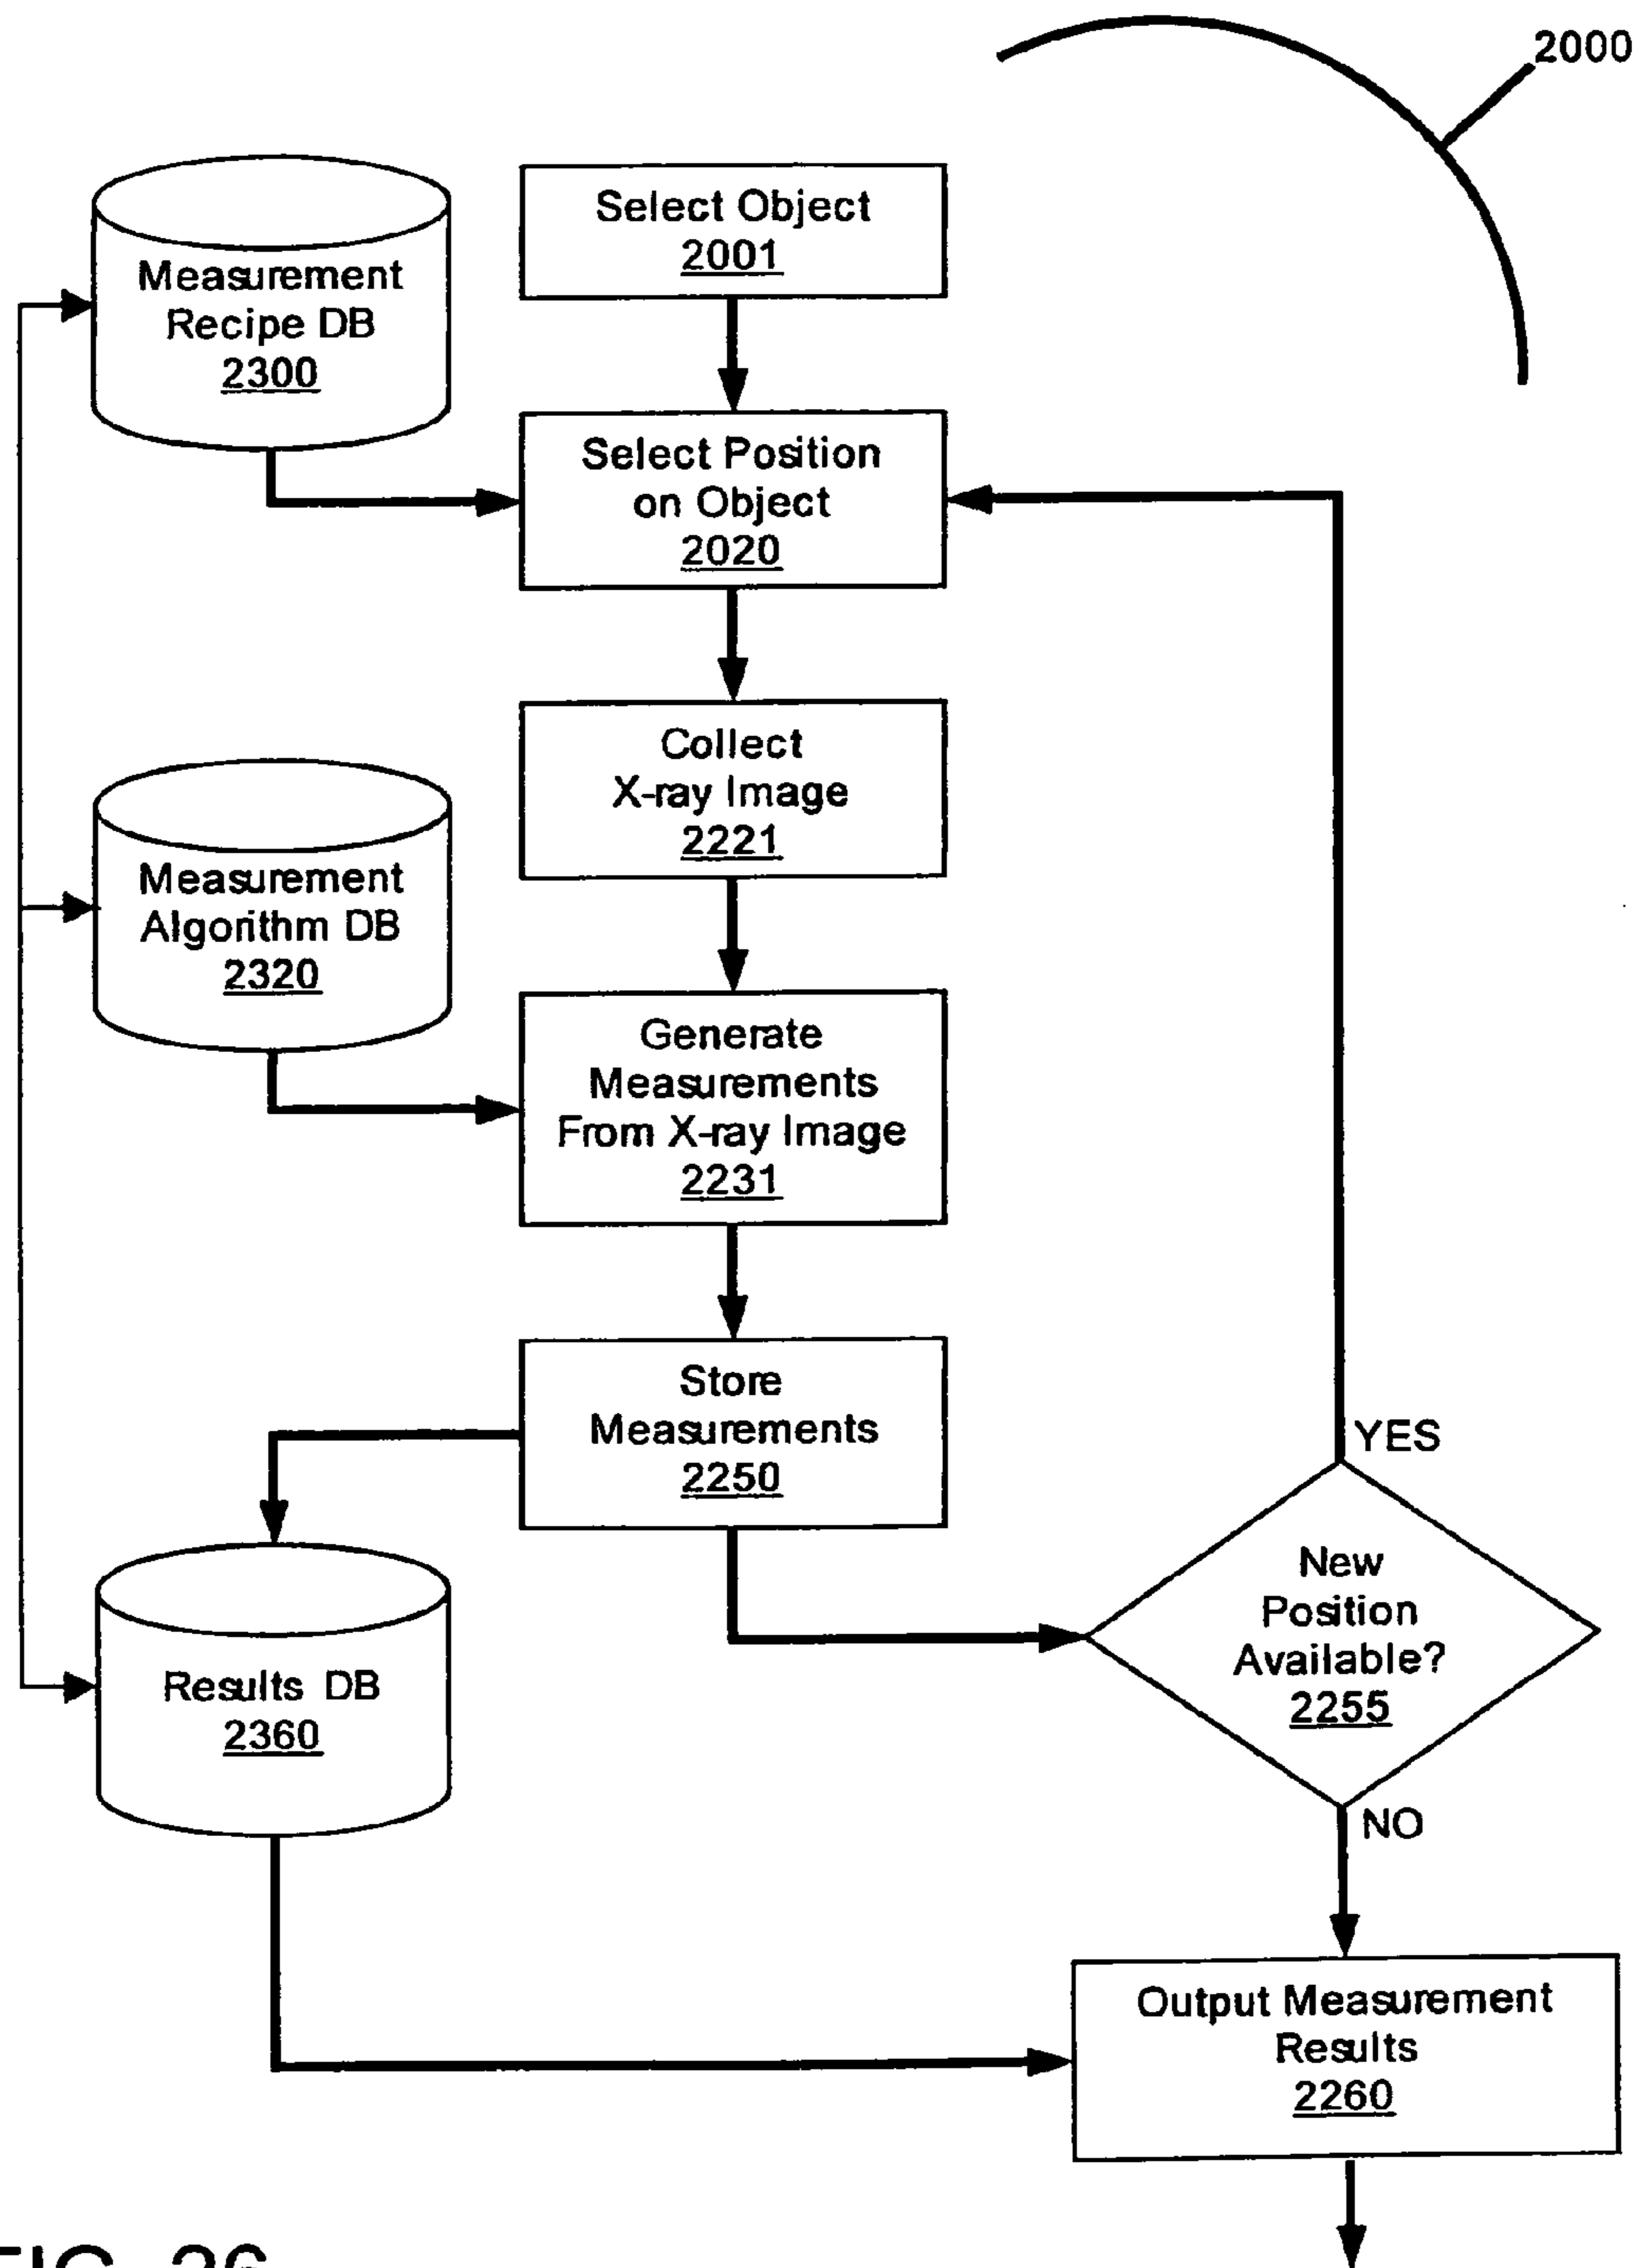 2000
Select Object
2001
Measurement
Recipe DB
2300
Select Position
on Object
2020
Collect
X-ray Image
2221
Measurement
Algorithm DB
2320
Generate
Measurements
From X-ray Image
2231
Store
Measurements
2250
YES
New
Position
Available?
2255
Results DB
2360
NO
Output Measurement
Results
2260